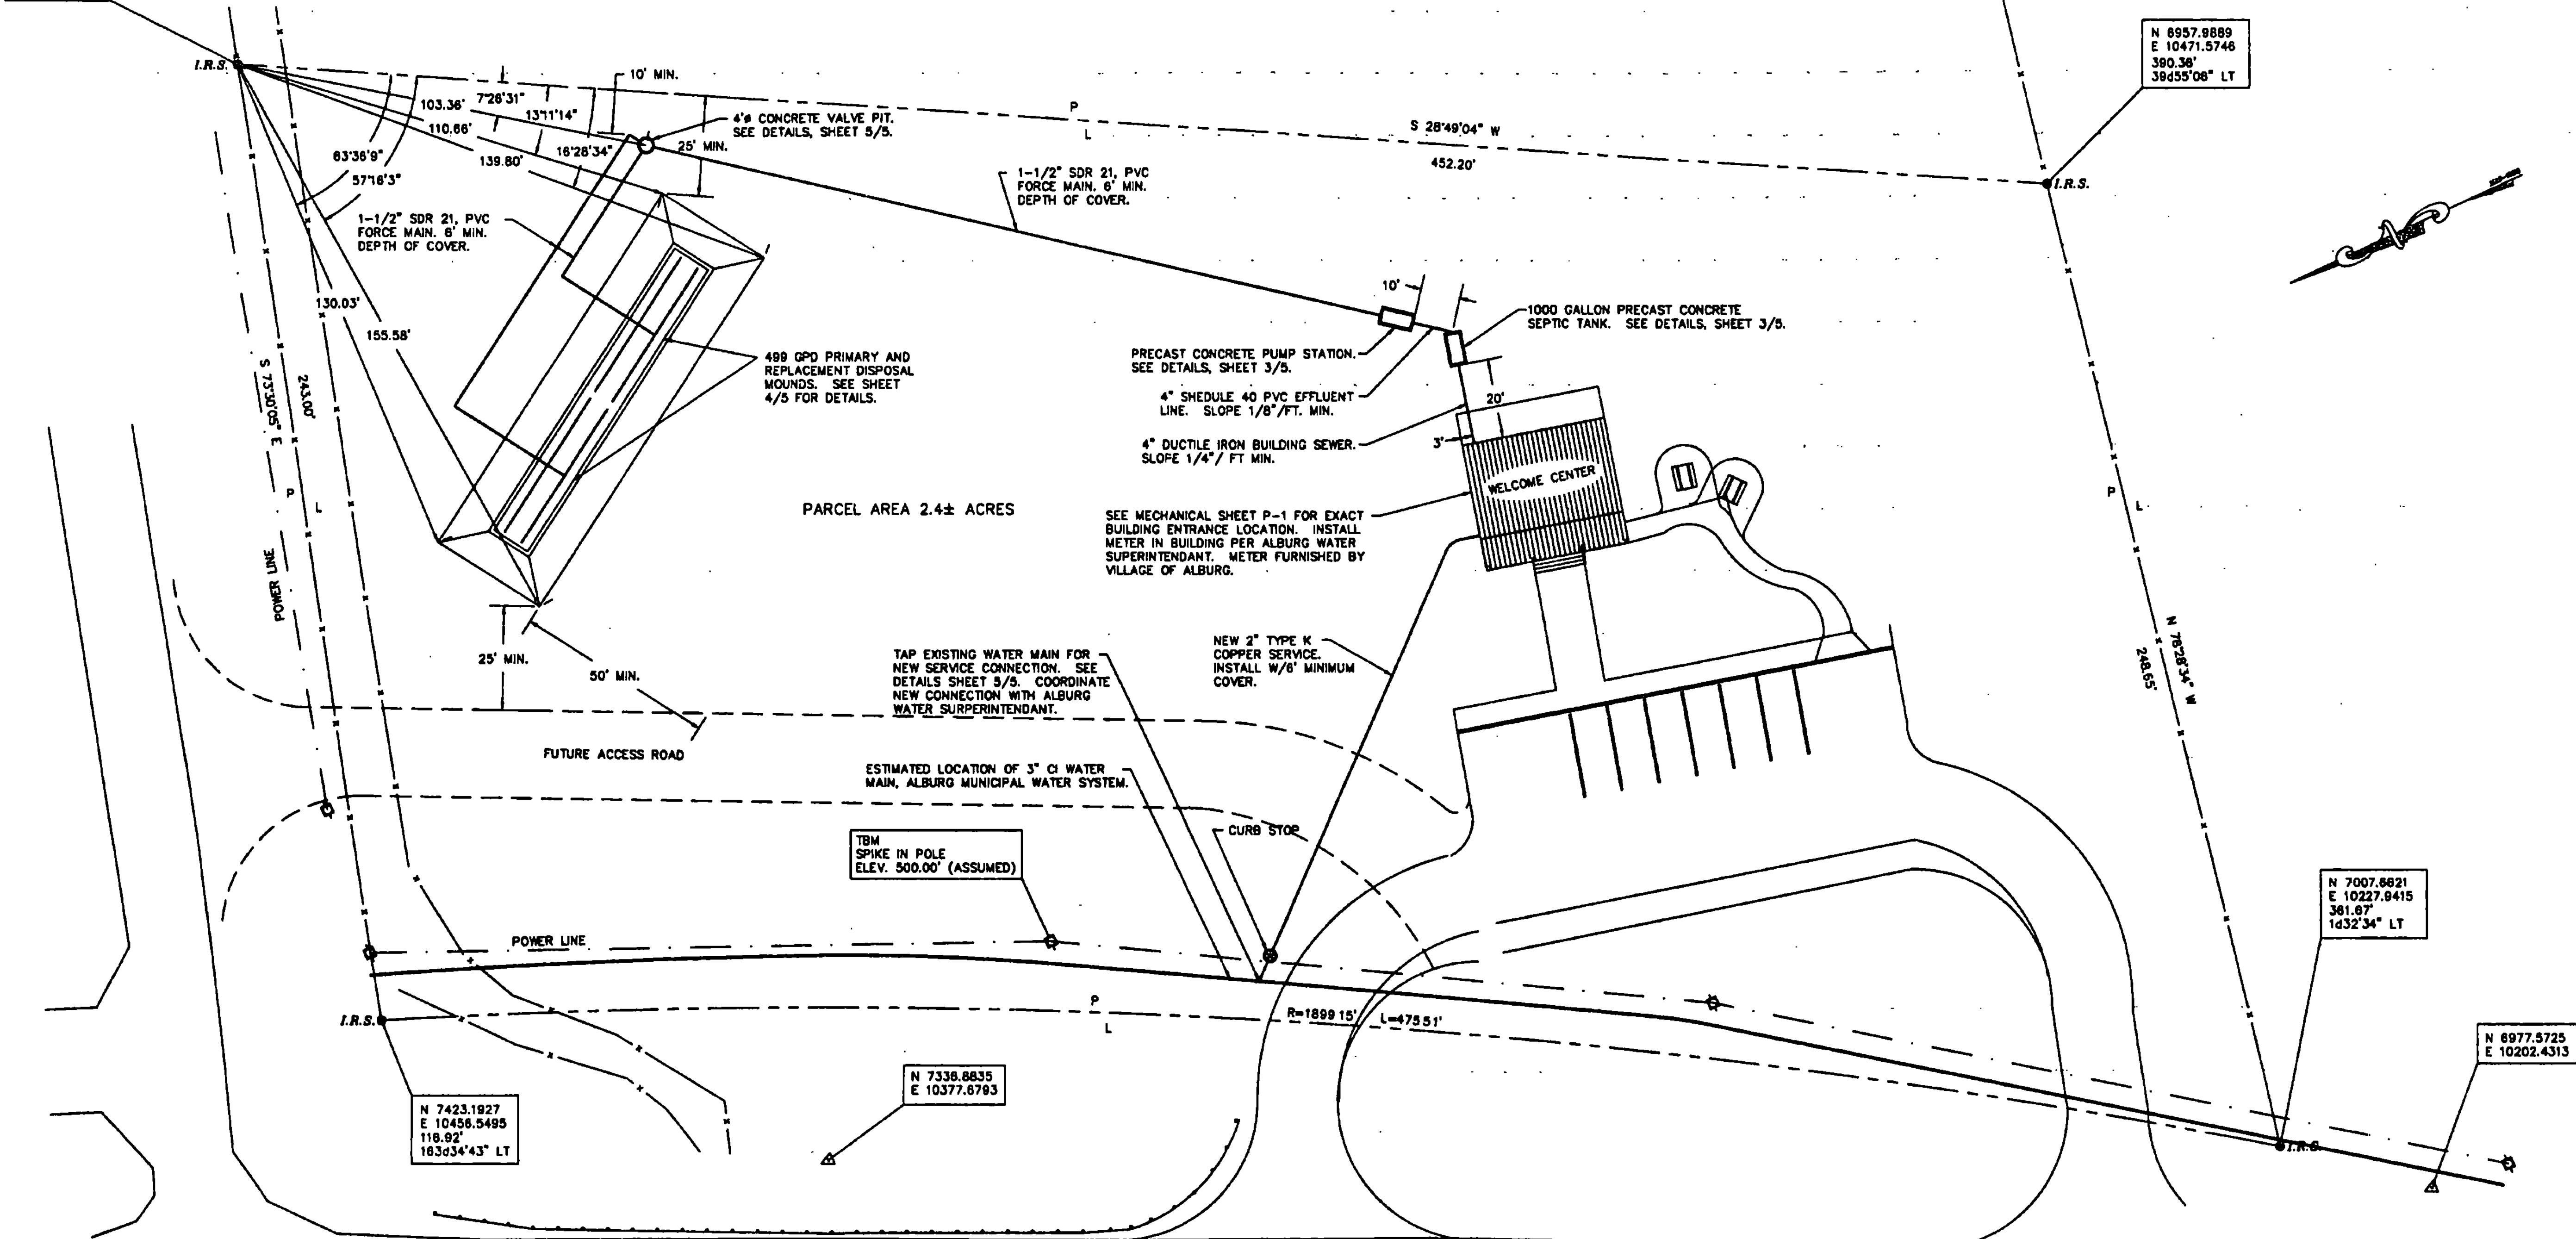 N 6957.9889
E 10471.5746
390.36'
39d55'08" LT
I.R.S.
10' MIN.
103.36'
7°26'31"
110.66'
13°11'14"
4'ø CONCRETE VALVE PIT.
SEE DETAILS, SHEET 5/5.
P
L
S 28°49'04" W
452.20'
63°36'9"
57°16'3"
139.80'
16°28'34"
25' MIN.
1-1/2" SDR 21, PVC
FORCE MAIN. 6' MIN.
DEPTH OF COVER.
I.R.S.
1-1/2" SDR 21, PVC
FORCE MAIN. 6' MIN.
DEPTH OF COVER.
130.03'
155.58'
10'
1000 GALLON PRECAST CONCRETE
SEPTIC TANK. SEE DETAILS, SHEET 3/5.
499 GPD PRIMARY AND
REPLACEMENT DISPOSAL
MOUNDS. SEE SHEET
4/5 FOR DETAILS.
PRECAST CONCRETE PUMP STATION.
SEE DETAILS, SHEET 3/5.
4" SHEDULE 40 PVC EFFLUENT
LINE. SLOPE 1/8"/FT. MIN.
20'
4" DUCTILE IRON BUILDING SEWER.
SLOPE 1/4"/ FT MIN.
3'
WELCOME CENTER
S 73°30'05" E
243.00'
P
L
POWER LINE
PARCEL AREA 2.4± ACRES
SEE MECHANICAL SHEET P-1 FOR EXACT
BUILDING ENTRANCE LOCATION. INSTALL
METER IN BUILDING PER ALBURG WATER
SUPERINTENDANT. METER FURNISHED BY
VILLAGE OF ALBURG.
P
L
N 78°28'34" W
248.65'
25' MIN.
50' MIN.
TAP EXISTING WATER MAIN FOR
NEW SERVICE CONNECTION. SEE
DETAILS SHEET 5/5. COORDINATE
NEW CONNECTION WITH ALBURG
WATER SURPERINTENDANT.
NEW 2" TYPE K
COPPER SERVICE.
INSTALL W/6' MINIMUM
COVER.
FUTURE ACCESS ROAD
ESTIMATED LOCATION OF 3" CI WATER
MAIN, ALBURG MUNICIPAL WATER SYSTEM.
TBM
SPIKE IN POLE
ELEV. 500.00' (ASSUMED)
CURB STOP
N 7007.6621
E 10227.9415
361.67'
1d32'34" LT
POWER LINE
I.R.S.
P
L
R=1899 15'
L=475 51'
N 6977.5725
E 10202.4313
N 7338.8835
E 10377.6793
N 7423.1927
E 10456.5495
116.92'
163d34'43" LT
I.R.S.